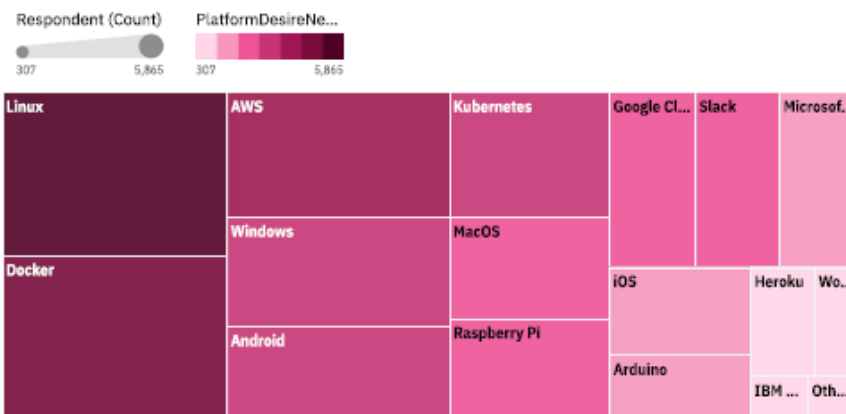 Respondent (Count) PlatformDesireNe...
307 5,865 307 5,865
Linux AWS Kubernetes Google Cl... Slack Microsof.
Windows MacOS
Docker iOS Heroku Wo..
Android Raspberry Pi
Arduino
IBM ... Oth...